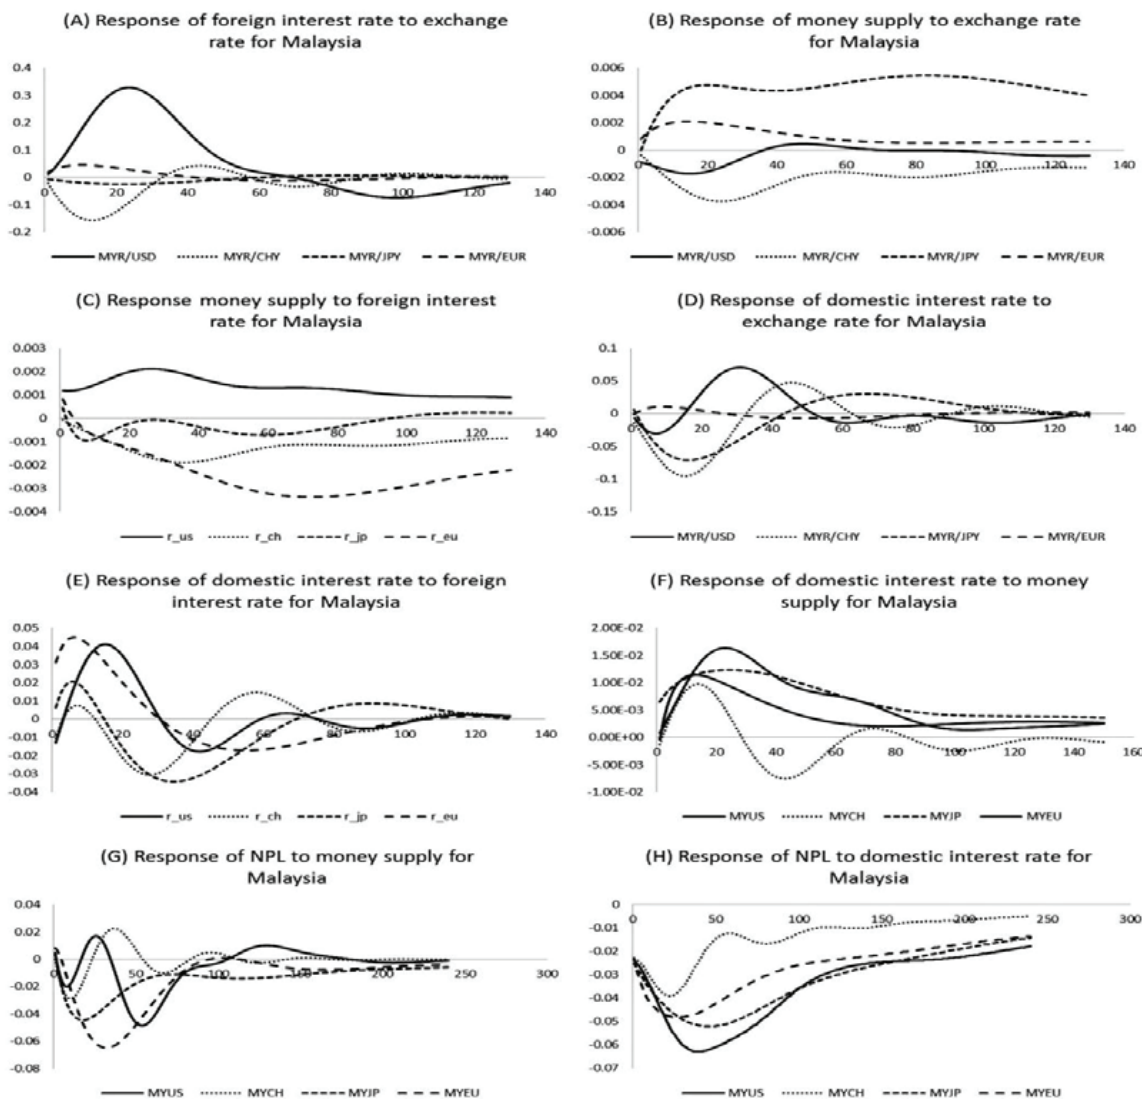 (A) Response of foreign interest rate to exchange
rate for Malaysia
0.4
0.3
0.2
0.1
0
-0.1
-0.2
0 20 40 60 80 100 120 140
MYR/USD MYR/CHY MYR/JPY MYR/EUR
(B) Response of money supply to exchange rate
for Malaysia
0.006
0.004
0.002
0
-0.002
-0.004
-0.006
0 20 40 60 80 100 120 140
MYR/USD MYR/CHY MYR/JPY MYR/EUR
(C) Response money supply to foreign interest
rate for Malaysia
0.003
0.002
0.001
0
-0.001
-0.002
-0.003
-0.004
0 20 40 60 80 100 120 140
r_us r_ch r_jp r_eu
(D) Response of domestic interest rate to
exchange rate for Malaysia
0.1
0.05
0
-0.05
-0.1
-0.15
0 20 40 60 80 100 120 140
MYR/USD MYR/CHY MYR/JPY MYR/EUR
(E) Response of domestic interest rate to foreign
interest rate for Malaysia
0.05
0.04
0.03
0.02
0.01
0
-0.01
-0.02
-0.03
-0.04
0 20 40 60 80 100 120 140
r_us r_ch r_jp r_eu
(F) Response of domestic interest rate to money
supply for Malaysia
2.00E-02
1.50E-02
1.00E-02
5.00E-03
0.00E+00
-5.00E-03
-1.00E-02
0 20 40 60 80 100 120 140 160
MYUS MYCH MYJP MYEU
(G) Response of NPL to money supply for
Malaysia
0.04
0.02
0
-0.02
-0.04
-0.06
-0.08
0 50 100 150 200 250 300
MYUS MYCH MYJP MYEU
(H) Response of NPL to domestic interest rate for
Malaysia
0
-0.01
-0.02
-0.03
-0.04
-0.05
-0.06
-0.07
0 50 100 150 200 250 300
MYUS MYCH MYJP MYEU